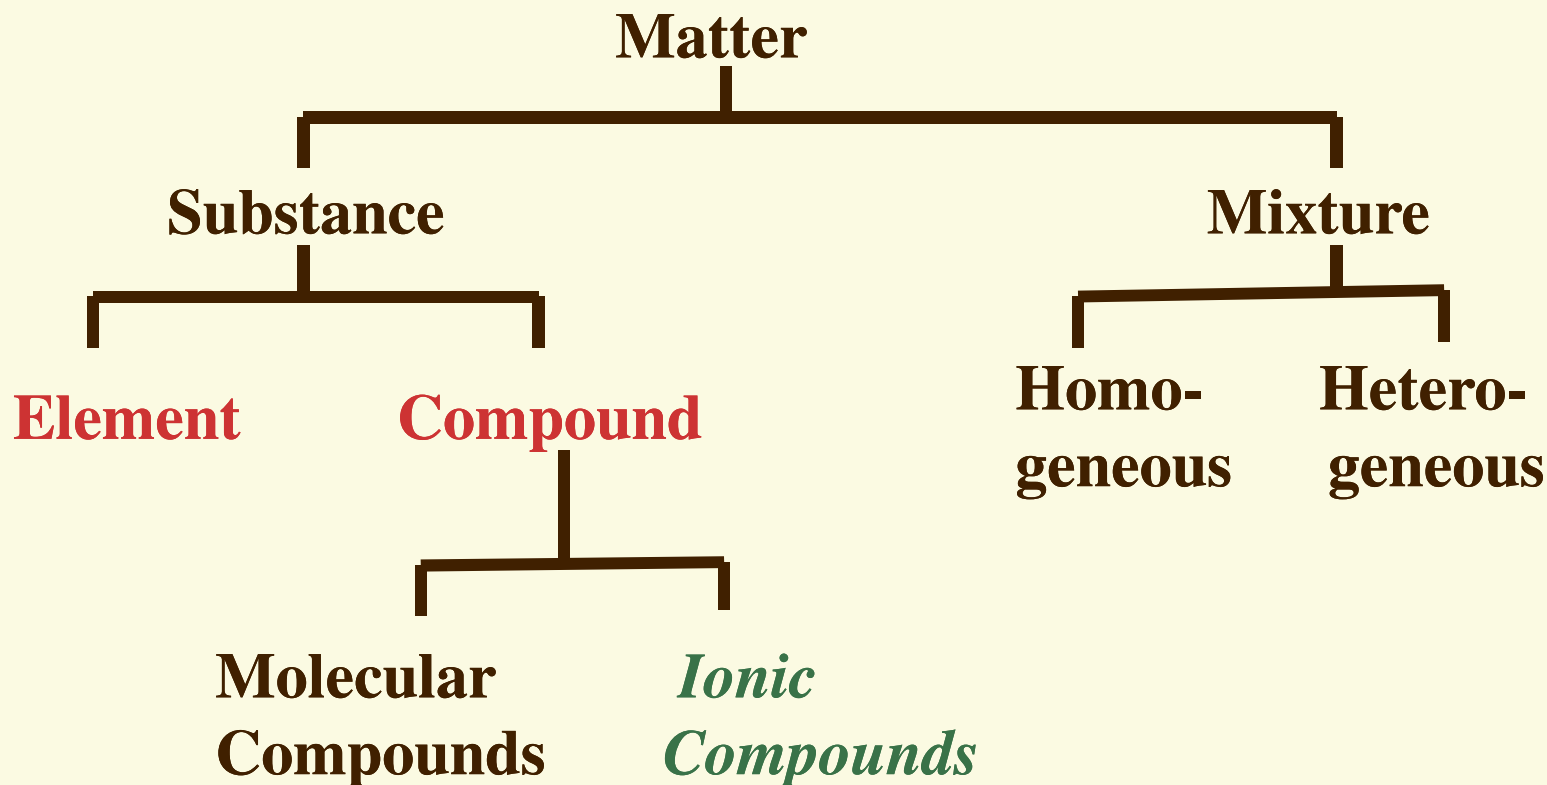 Matter
Substance
Mixture
Element
Compound
Homo-
geneous
Hetero-
geneous
Molecular
Compounds
Ionic
Compounds